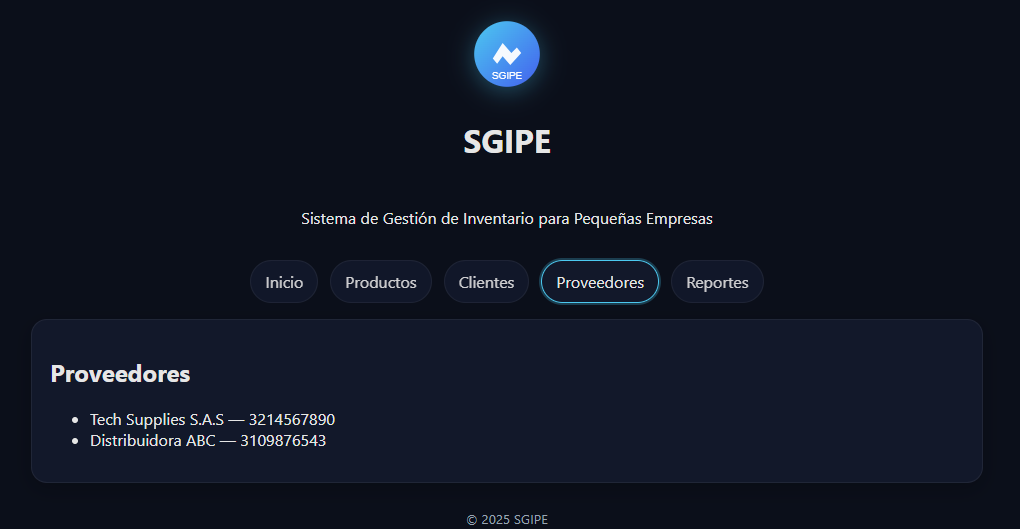 SGIPE
SGIPE
Sistema de Gestión de Inventario para Pequeñas Empresas
Inicio Productos Clientes Proveedores Reportes
Proveedores
• Tech Supplies S.A.S — 3214567890
• Distribuidora ABC — 3109876543
© 2025 SGIPE